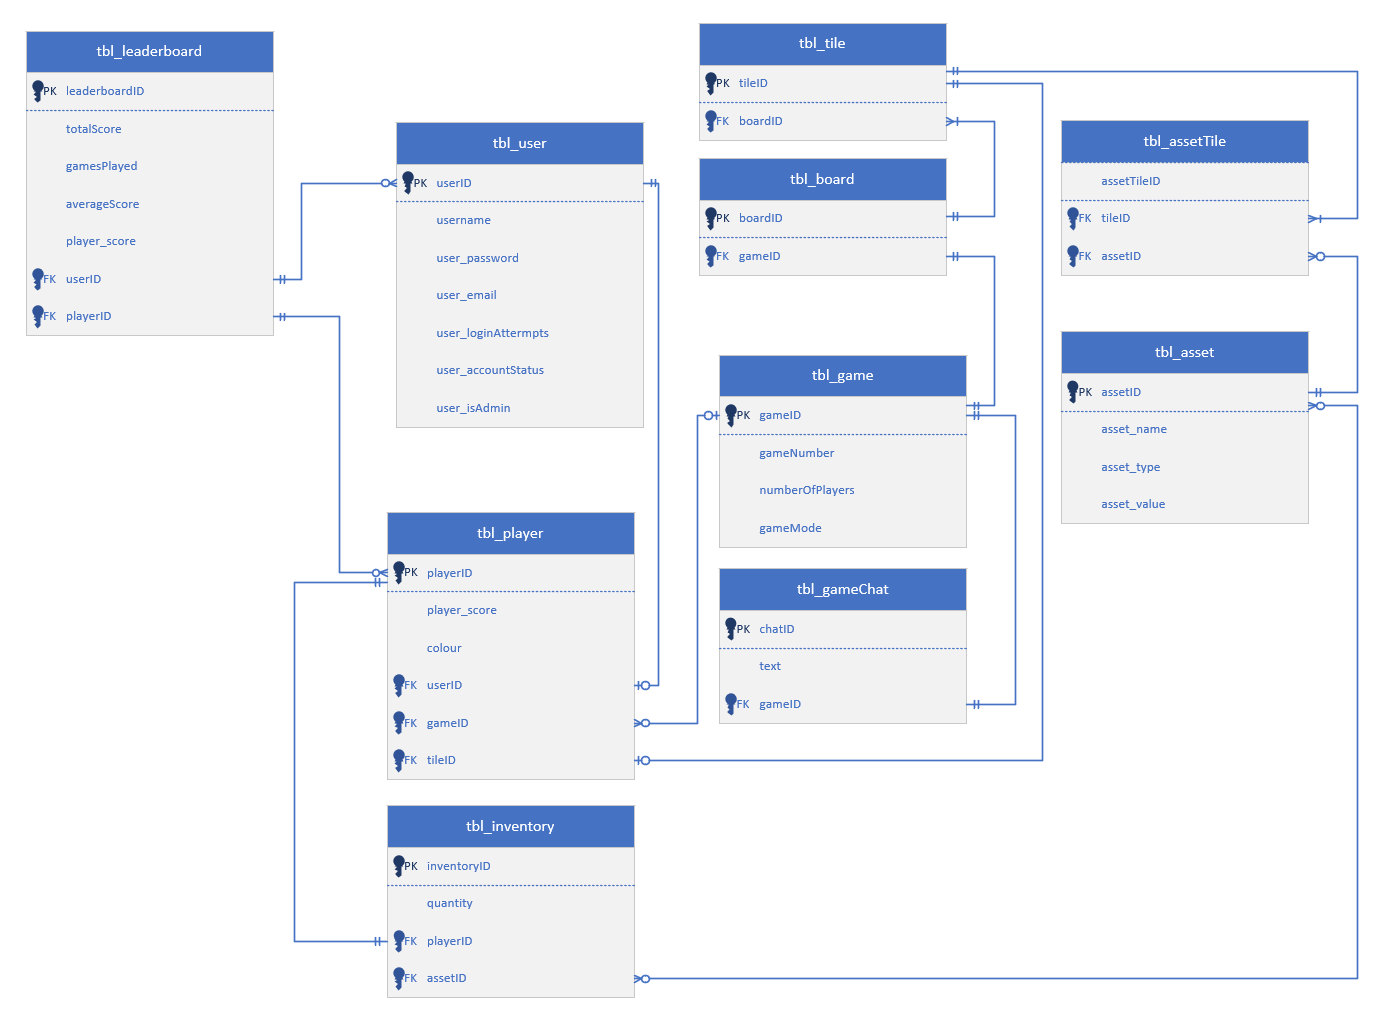 tbl_leaderboard
PK leaderboardID
totalScore
gamesPlayed
averageScore
player_score
FK userID
FK playerID
tbl_user
PK userID
username
user_password
user_email
user_loginAttermpts
user_accountStatus
user_isAdmin
tbl_tile
PK tileID
FK boardID
tbl_board
PK boardID
FK gameID
tbl_assetTile
assetTileID
FK tileID
FK assetID
tbl_asset
PK assetID
asset_name
asset_type
asset_value
tbl_game
PK gameID
gameNumber
numberOfPlayers
gameMode
tbl_gameChat
PK chatID
text
FK gameID
tbl_player
PK playerID
player_score
colour
FK userID
FK gameID
FK tileID
tbl_inventory
PK inventoryID
quantity
FK playerID
FK assetID